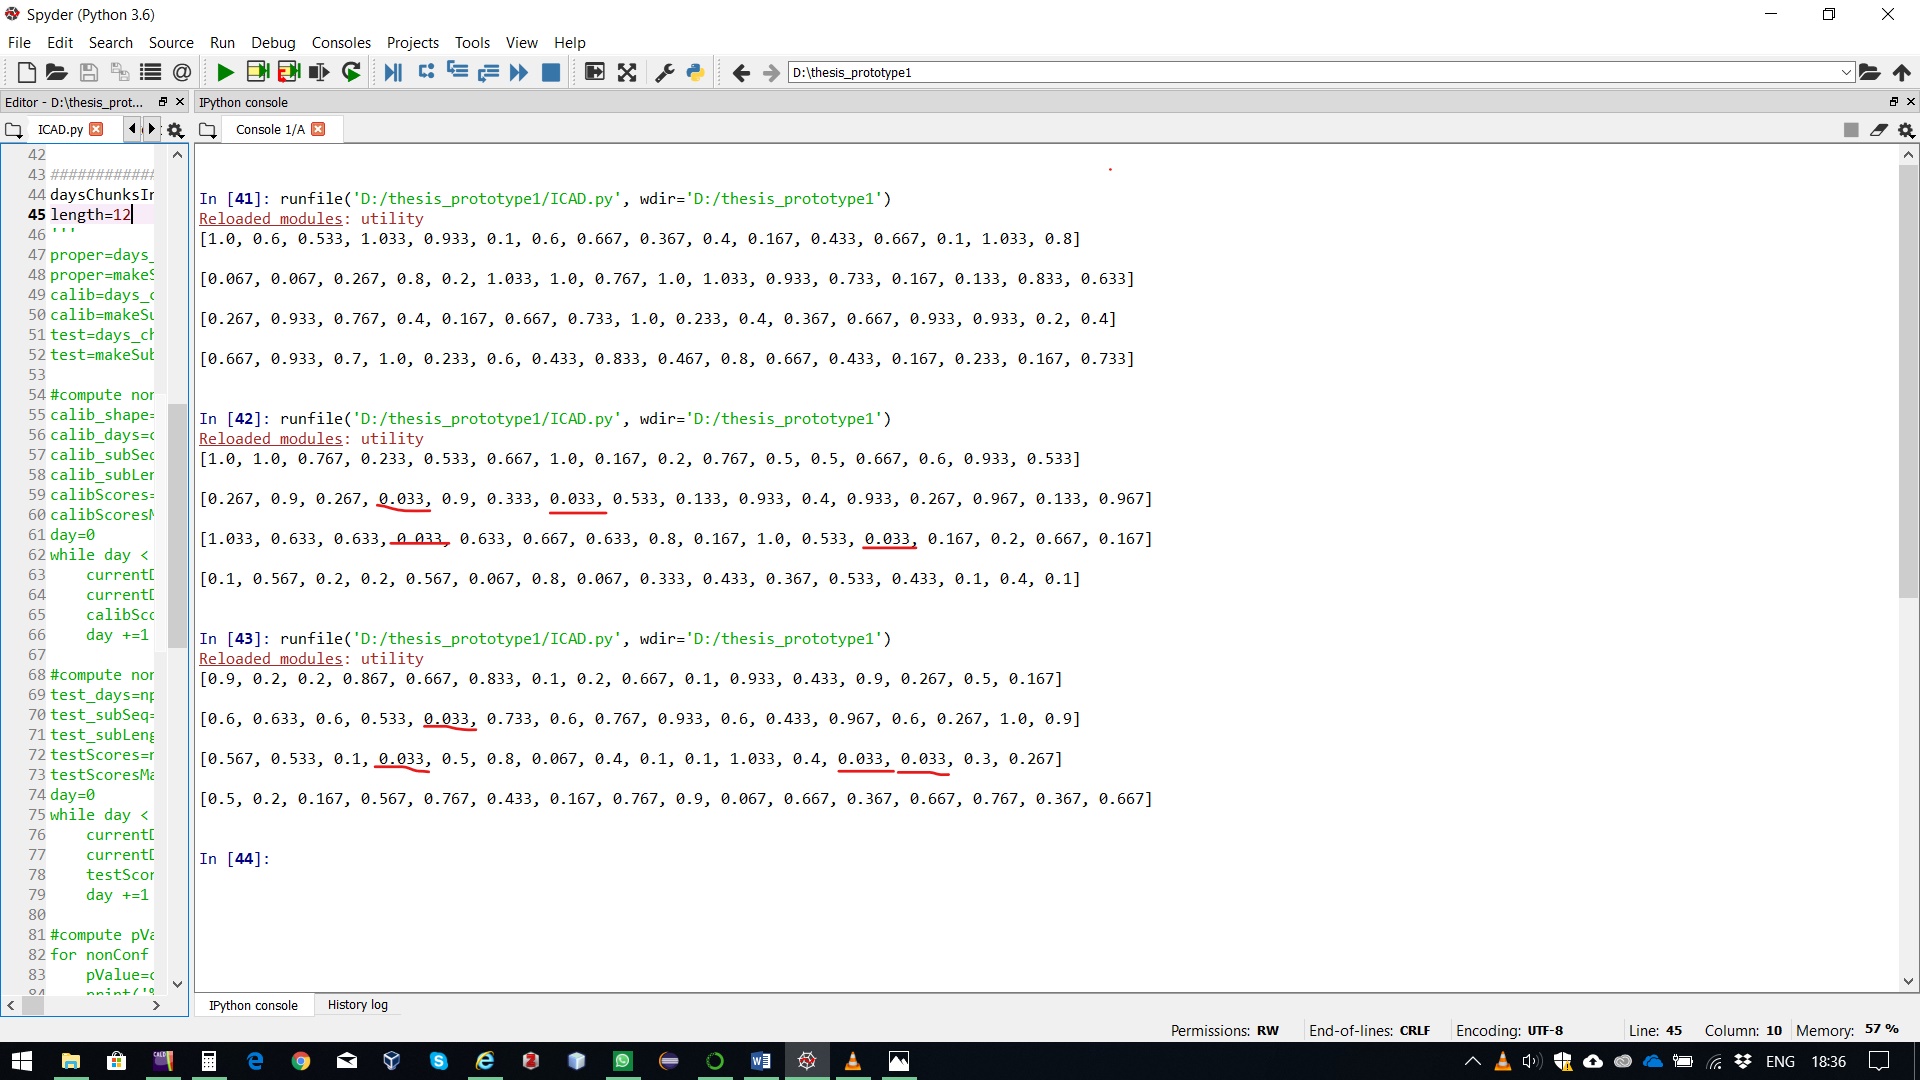 Spyder (Python 3.6)
File Edit Search Source Run Debug Consoles Projects Tools View Help
D:\thesis_prototype1
Editor - D:\thesis_prot...
IPython console
ICAD.py
Console 1/A
42
43 ############
44 daysChunksIn
45 length=12
46 '''
47 proper=days_
48 proper=makeS
49 calib=days_c
50 calib=makeSu
51 test=days_ch
52 test=makeSub
53
54 #compute nor
55 calib_shape=
56 calib_days=c
57 calib_subSec
58 calib_subLer
59 calibScores=
60 calibScoresM
61 day=0
62 while day <
63 currentD
64 currentD
65 calibSco
66 day +=1
67
68 #compute nor
69 test_days=np
70 test_subSeq=
71 test_subLeng
72 testScores=n
73 testScoresMa
74 day=0
75 while day <
76 currentD
77 currentD
78 testScor
79 day +=1
80
81 #compute pVa
82 for nonConf
83 pValue=c
84 print('%
In [41]: runfile('D:/thesis_prototype1/ICAD.py', wdir='D:/thesis_prototype1')
Reloaded modules: utility
[1.0, 0.6, 0.533, 1.033, 0.933, 0.1, 0.6, 0.667, 0.367, 0.4, 0.167, 0.433, 0.667, 0.1, 1.033, 0.8]
[0.067, 0.067, 0.267, 0.8, 0.2, 1.033, 1.0, 0.767, 1.0, 1.033, 0.933, 0.733, 0.167, 0.133, 0.833, 0.633]
[0.267, 0.933, 0.767, 0.4, 0.167, 0.667, 0.733, 1.0, 0.233, 0.4, 0.367, 0.667, 0.933, 0.933, 0.2, 0.4]
[0.667, 0.933, 0.7, 1.0, 0.233, 0.6, 0.433, 0.833, 0.467, 0.8, 0.667, 0.433, 0.167, 0.233, 0.167, 0.733]
In [42]: runfile('D:/thesis_prototype1/ICAD.py', wdir='D:/thesis_prototype1')
Reloaded modules: utility
[1.0, 1.0, 0.767, 0.233, 0.533, 0.667, 1.0, 0.167, 0.2, 0.767, 0.5, 0.5, 0.667, 0.6, 0.933, 0.533]
[0.267, 0.9, 0.267, 0.033, 0.9, 0.333, 0.033, 0.533, 0.133, 0.933, 0.4, 0.933, 0.267, 0.967, 0.133, 0.967]
[1.033, 0.633, 0.633, 0.033, 0.633, 0.667, 0.633, 0.8, 0.167, 1.0, 0.533, 0.033, 0.167, 0.2, 0.667, 0.167]
[0.1, 0.567, 0.2, 0.2, 0.567, 0.067, 0.8, 0.067, 0.333, 0.433, 0.367, 0.533, 0.433, 0.1, 0.4, 0.1]
In [43]: runfile('D:/thesis_prototype1/ICAD.py', wdir='D:/thesis_prototype1')
Reloaded modules: utility
[0.9, 0.2, 0.2, 0.867, 0.667, 0.833, 0.1, 0.2, 0.667, 0.1, 0.933, 0.433, 0.9, 0.267, 0.5, 0.167]
[0.6, 0.633, 0.6, 0.533, 0.033, 0.733, 0.6, 0.767, 0.933, 0.6, 0.433, 0.967, 0.6, 0.267, 1.0, 0.9]
[0.567, 0.533, 0.1, 0.033, 0.5, 0.8, 0.067, 0.4, 0.1, 0.1, 1.033, 0.4, 0.033, 0.033, 0.3, 0.267]
[0.5, 0.2, 0.167, 0.567, 0.767, 0.433, 0.167, 0.767, 0.9, 0.067, 0.667, 0.367, 0.667, 0.767, 0.367, 0.667]
In [44]:
IPython console History log
Permissions: RW End-of-lines: CRLF Encoding: UTF-8 Line: 45 Column: 10 Memory: 57 %
ENG 18:36